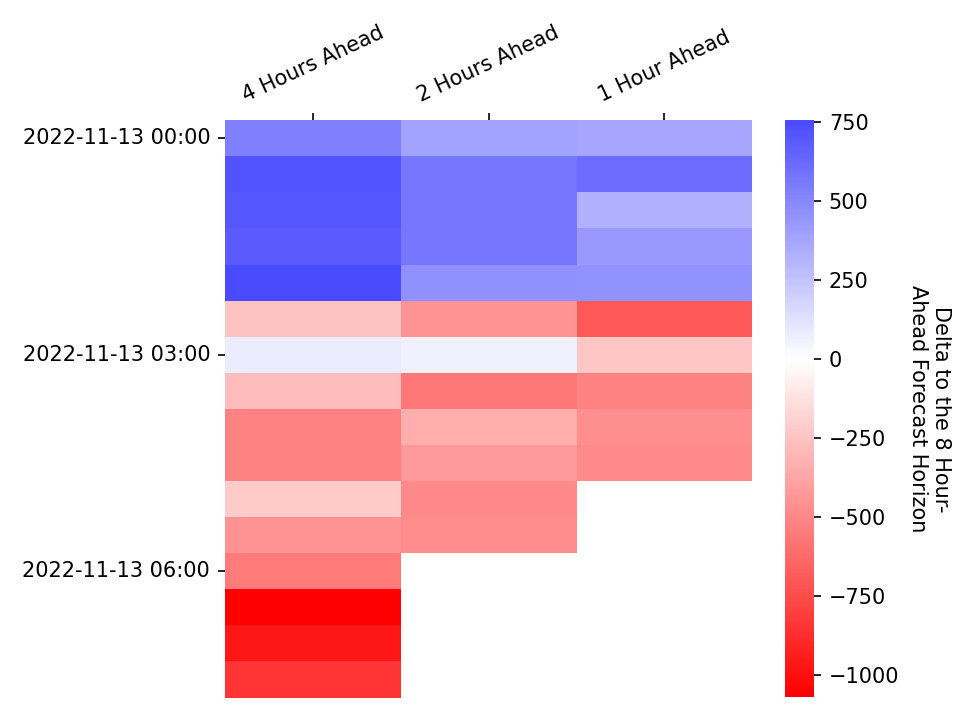 4 Hours Ahead
2 Hours Ahead
1 Hour Ahead
2022-11-13 00:00
2022-11-13 03:00
2022-11-13 06:00
750
500
250
0
−250
−500
−750
−1000
Delta to the 8 Hour-
Ahead Forecast Horizon